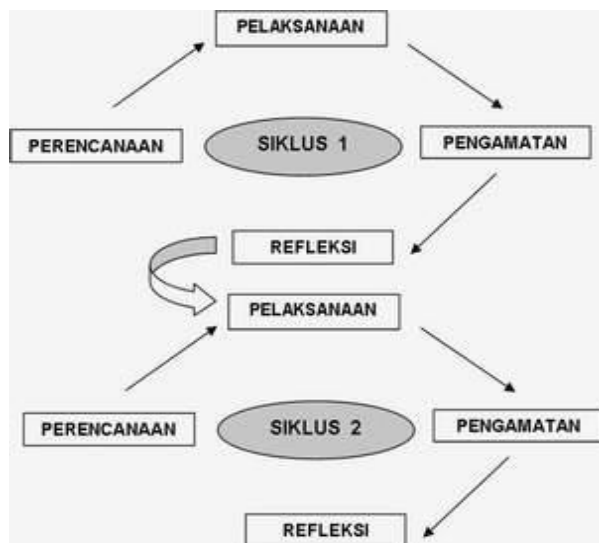 PELAKSANAAN
PERENCANAAN
SIKLUS 1
PENGAMATAN
REFLEKSI
PELAKSANAAN
PERENCANAAN
SIKLUS 2
PENGAMATAN
REFLEKSI